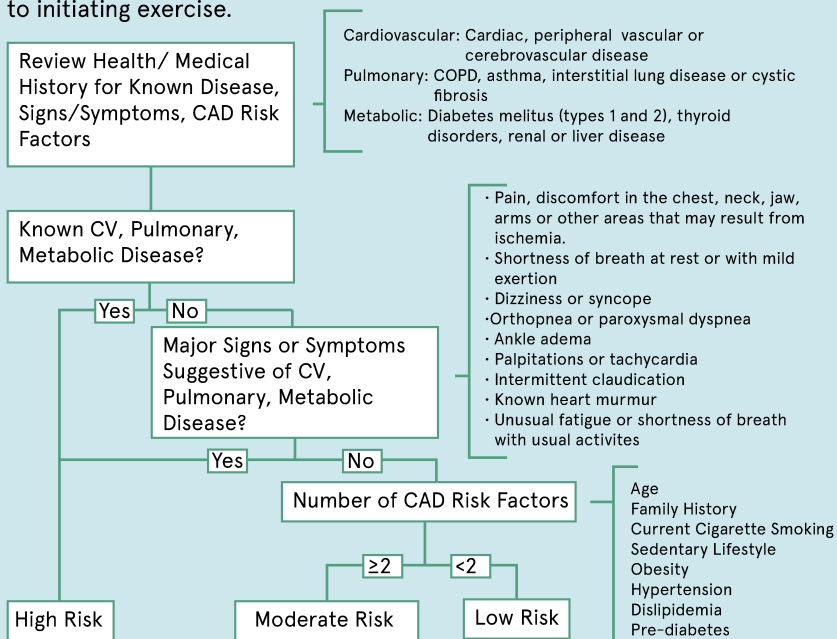 to initiating exercise.
Review Health/ Medical
History for Known Disease,
Signs/Symptoms, CAD Risk
Factors
Cardiovascular: Cardiac, peripheral vascular or
cerebrovascular disease
Pulmonary: COPD, asthma, interstitial lung disease or cystic
fibrosis
Metabolic: Diabetes melitus (types 1 and 2), thyroid
disorders, renal or liver disease
Known CV, Pulmonary,
Metabolic Disease?
Yes
No
Major Signs or Symptoms
Suggestive of CV,
Pulmonary, Metabolic
Disease?
· Pain, discomfort in the chest, neck, jaw,
arms or other areas that may result from
ischemia.
· Shortness of breath at rest or with mild
exertion
· Dizziness or syncope
·Orthopnea or paroxysmal dyspnea
· Ankle adema
· Palpitations or tachycardia
· Intermittent claudication
· Known heart murmur
· Unusual fatigue or shortness of breath
with usual activites
Yes
No
Number of CAD Risk Factors
Age
Family History
Current Cigarette Smoking
Sedentary Lifestyle
Obesity
Hypertension
Dislipidemia
Pre-diabetes
≥2
<2
High Risk
Moderate Risk
Low Risk